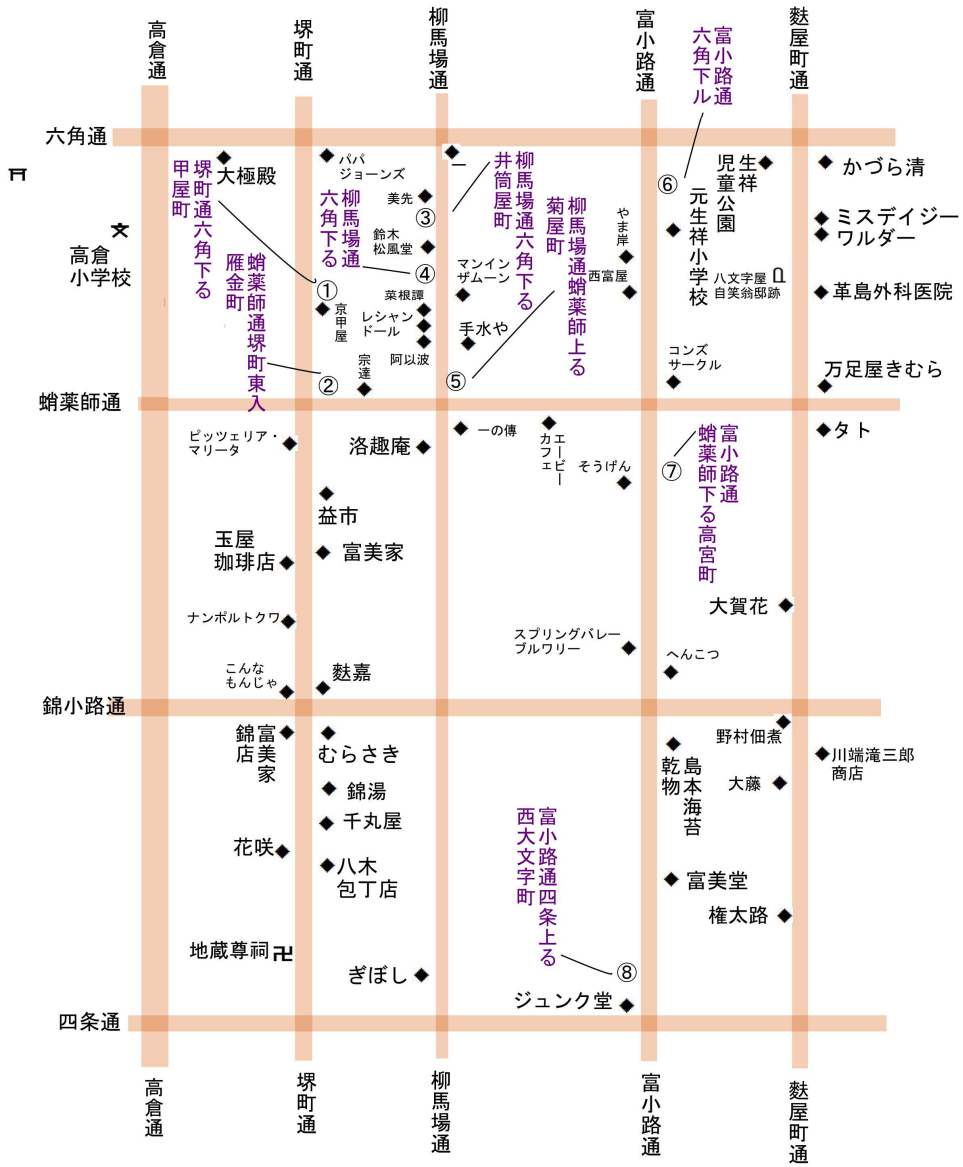 高倉通
堺町通
柳馬場通
富小路通
麩屋町通
富小路通
六角下ル
六角通
大極殿
パパ
ジョーンズ
一
柳馬場通六角下る
井筒屋町
⑥
生祥
児童公園
かづら清
堺町通六角下る
甲屋町
柳馬場通
六角下る
美先
③
鈴木
松風堂
④
柳馬場通蛸薬師上る
菊屋町
やま岸
元生祥小学校
ミスデイジー
ワルダー
高倉
小学校
蛸薬師通堺町東入
雁金町
①
京甲屋
菜根譚
レシャン
ドール
阿以波
マンイン
ザムーン
手水や
西富屋
八文字屋
自笑翁邸跡
革島外科医院
②
宗達
⑤
コンズ
サークル
万足屋きむら
蛸薬師通
ピッツェリア・
マリータ
洛趣庵
一の傳
エービー
カフェ
そうげん
⑦
富小路通
蛸薬師下る高宮町
タト
益市
玉屋
珈琲店
富美家
大賀花
ナンポルトクワ
スプリングバレー
ブルワリー
へんこつ
こんな
もんじゃ
麩嘉
錦小路通
富美家
錦店
むらさき
島本海苔
乾物
野村佃煮
川端滝三郎
商店
錦湯
大藤
千丸屋
花咲
八木
包丁店
富小路通四条上る
西大文字町
富美堂
権太路
地蔵尊祠
ぎぼし
⑧
ジュンク堂
四条通
高倉通
堺町通
柳馬場通
富小路通
麩屋町通